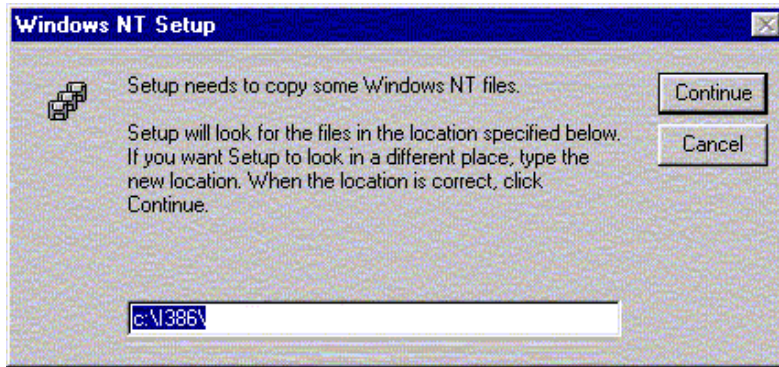 Windows NT Setup
Setup needs to copy some Windows NT files.
Continue
Setup will look for the files in the location specified below.
If you want Setup to look in a different place, type the
new location. When the location is correct, click
Continue.
Cancel
c:\I386\